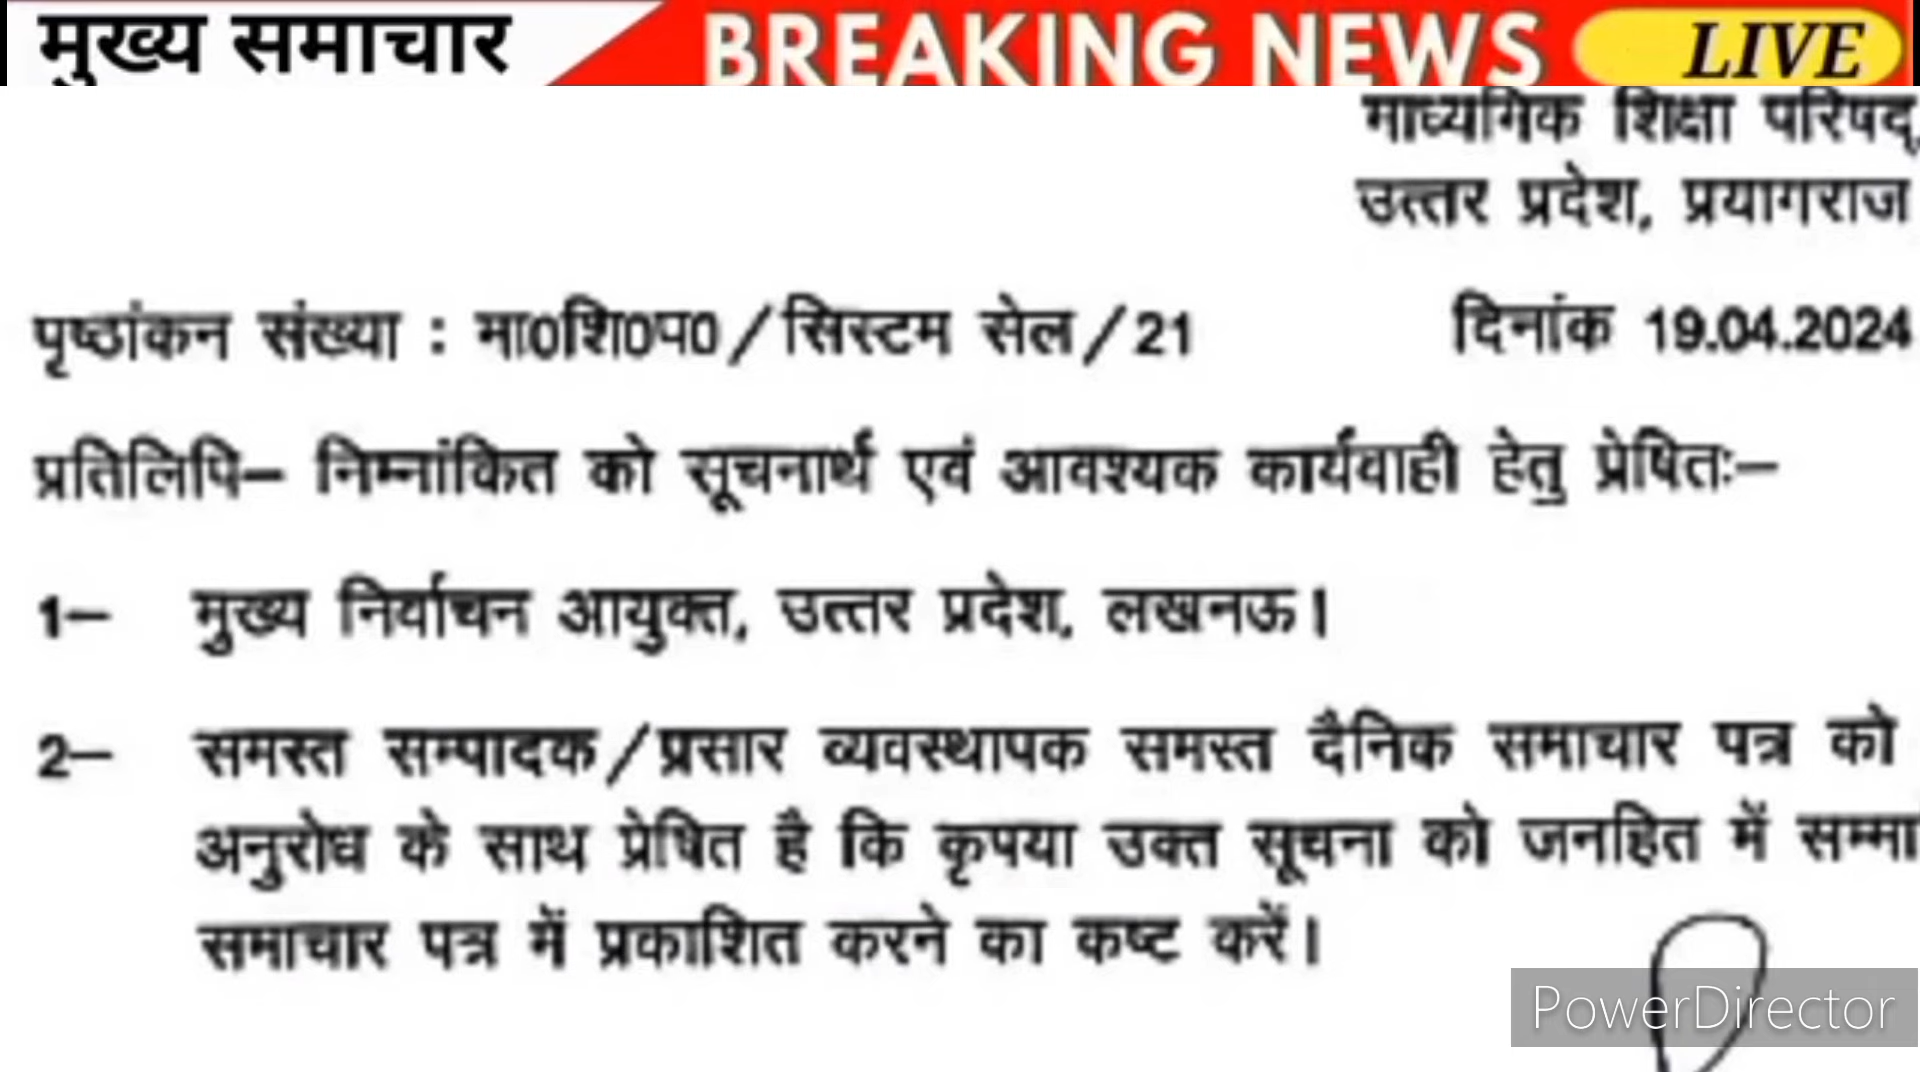 मुख्य समाचार BREAKING NEWS LIVE
माध्यमिक शिक्षा परिषद्,
उत्तर प्रदेश, प्रयागराज
पृष्ठांकन संख्या : मा0शि0प0/सिस्टम सेल/21 दिनांक 19.04.2024
प्रतिलिपि– निम्नांकित को सूचनार्थ एवं आवश्यक कार्यवाही हेतु प्रेषितः–
1– मुख्य निर्वाचन आयुक्त, उत्तर प्रदेश, लखनऊ।
2– समस्त सम्पादक/प्रसार व्यवस्थापक समस्त दैनिक समाचार पत्र को
अनुरोध के साथ प्रेषित है कि कृपया उक्त सूचना को जनहित में
समाचार पत्र में प्रकाशित करने का कष्ट करें।
PowerDirector